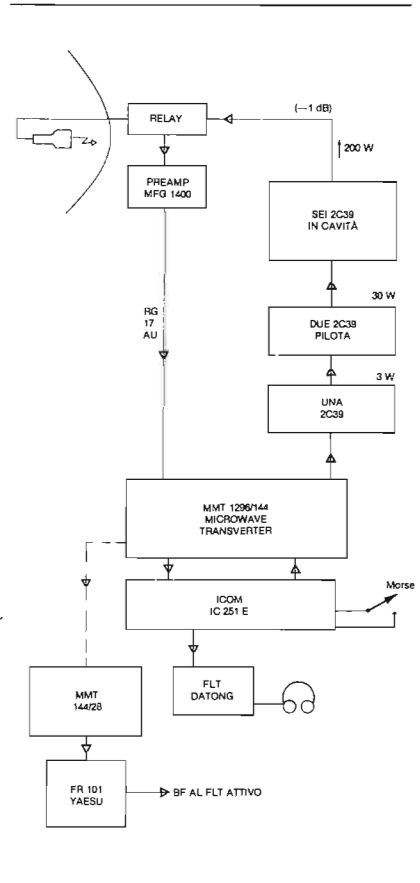 RELAY
(—1 dB)
200 W
PREAMP
MFG 1400
SEI 2C39
IN CAVITÀ
RG
17
AU
30 W
DUE 2C39
PILOTA
3 W
UNA
2C39
MMT 1296/144
MICROWAVE
TRANSVERTER
ICOM
IC 251 E
Morse
FLT
DATONG
MMT
144/28
FR 101
YAESU
BF AL FLT ATTIVO